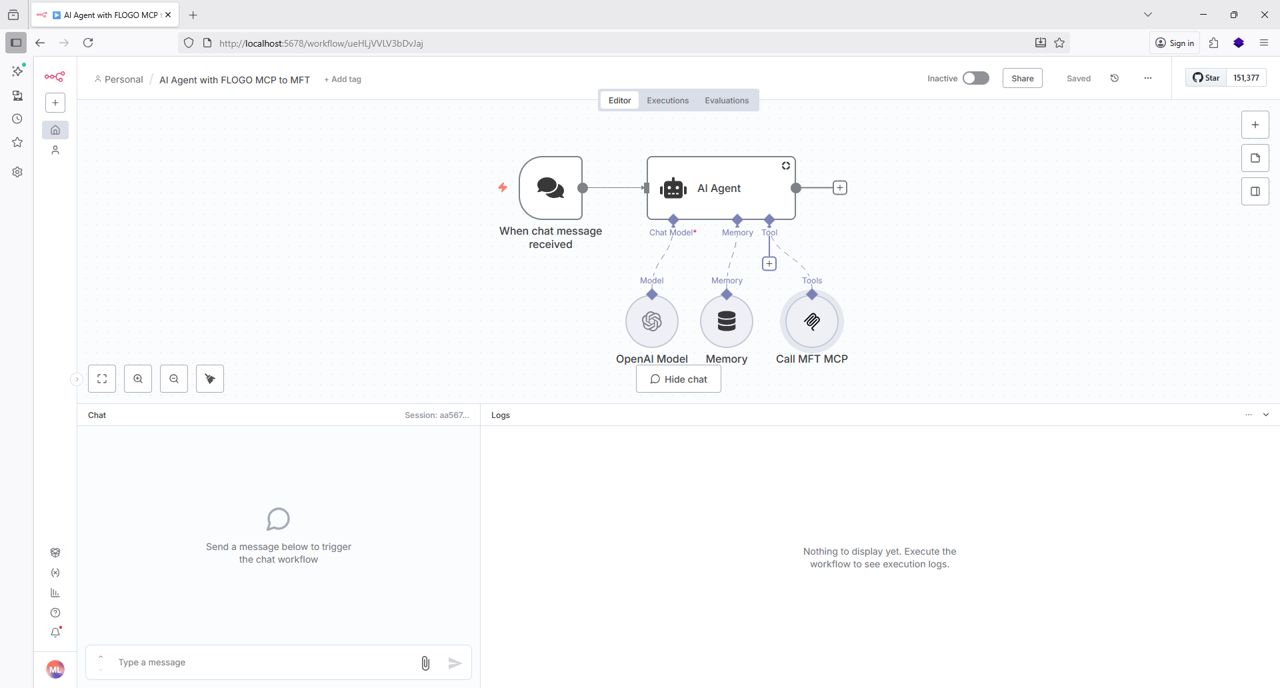 AI Agent with FLOGO MCP
http://localhost:5678/workflow/ueHLjVVLV3bDvJaj
Sign in
Personal / AI Agent with FLOGO MCP to MFT + Add tag
Inactive
Share
Saved
Star 151,377
Editor Executions Evaluations
AI Agent
When chat message
received
Chat Model*
Memory
Tool
Model
Memory
Tools
OpenAI Model
Memory
Call MFT MCP
Hide chat
Chat
Session: aa567...
Logs
Send a message below to trigger
the chat workflow
Nothing to display yet. Execute the
workflow to see execution logs.
Type a message
ML